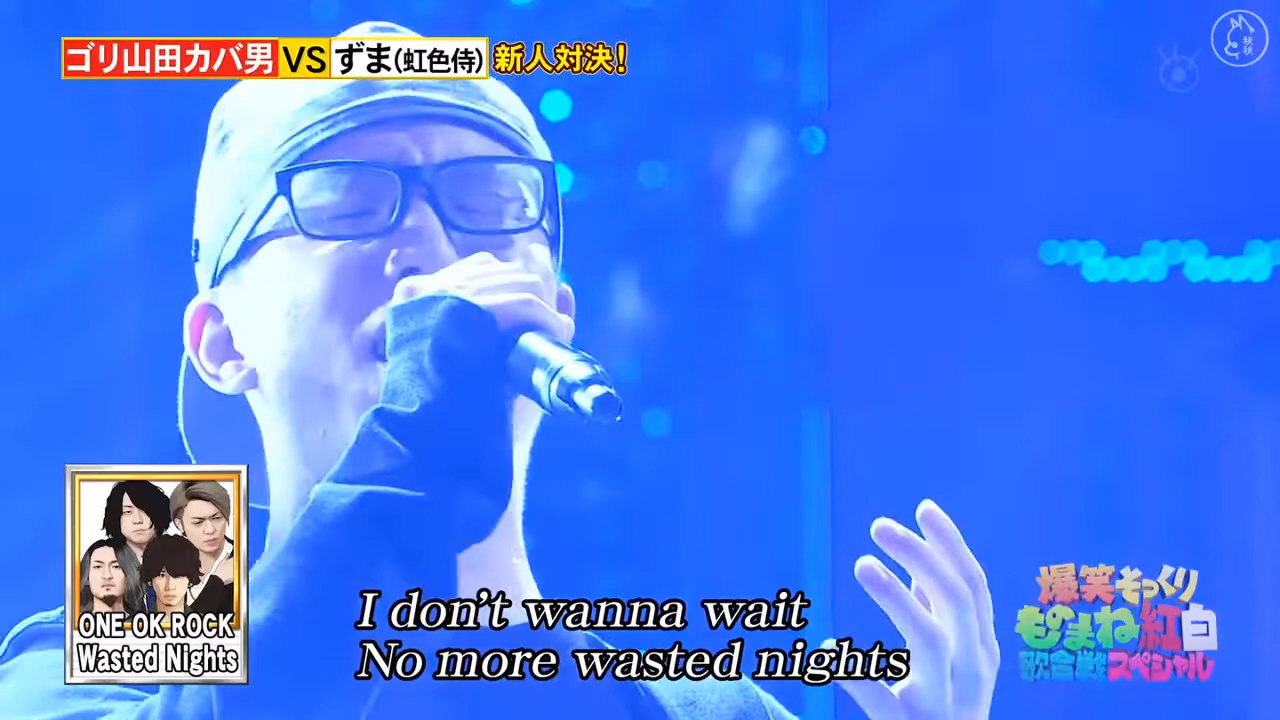 ゴリ山田カバ男 VS ずま(虹色侍) 新人対決!
秋秋
ONE OK ROCK
Wasted Nights
I don't wanna wait
No more wasted nights
爆笑そっくり
ものまね紅白
歌合戦スペシャル